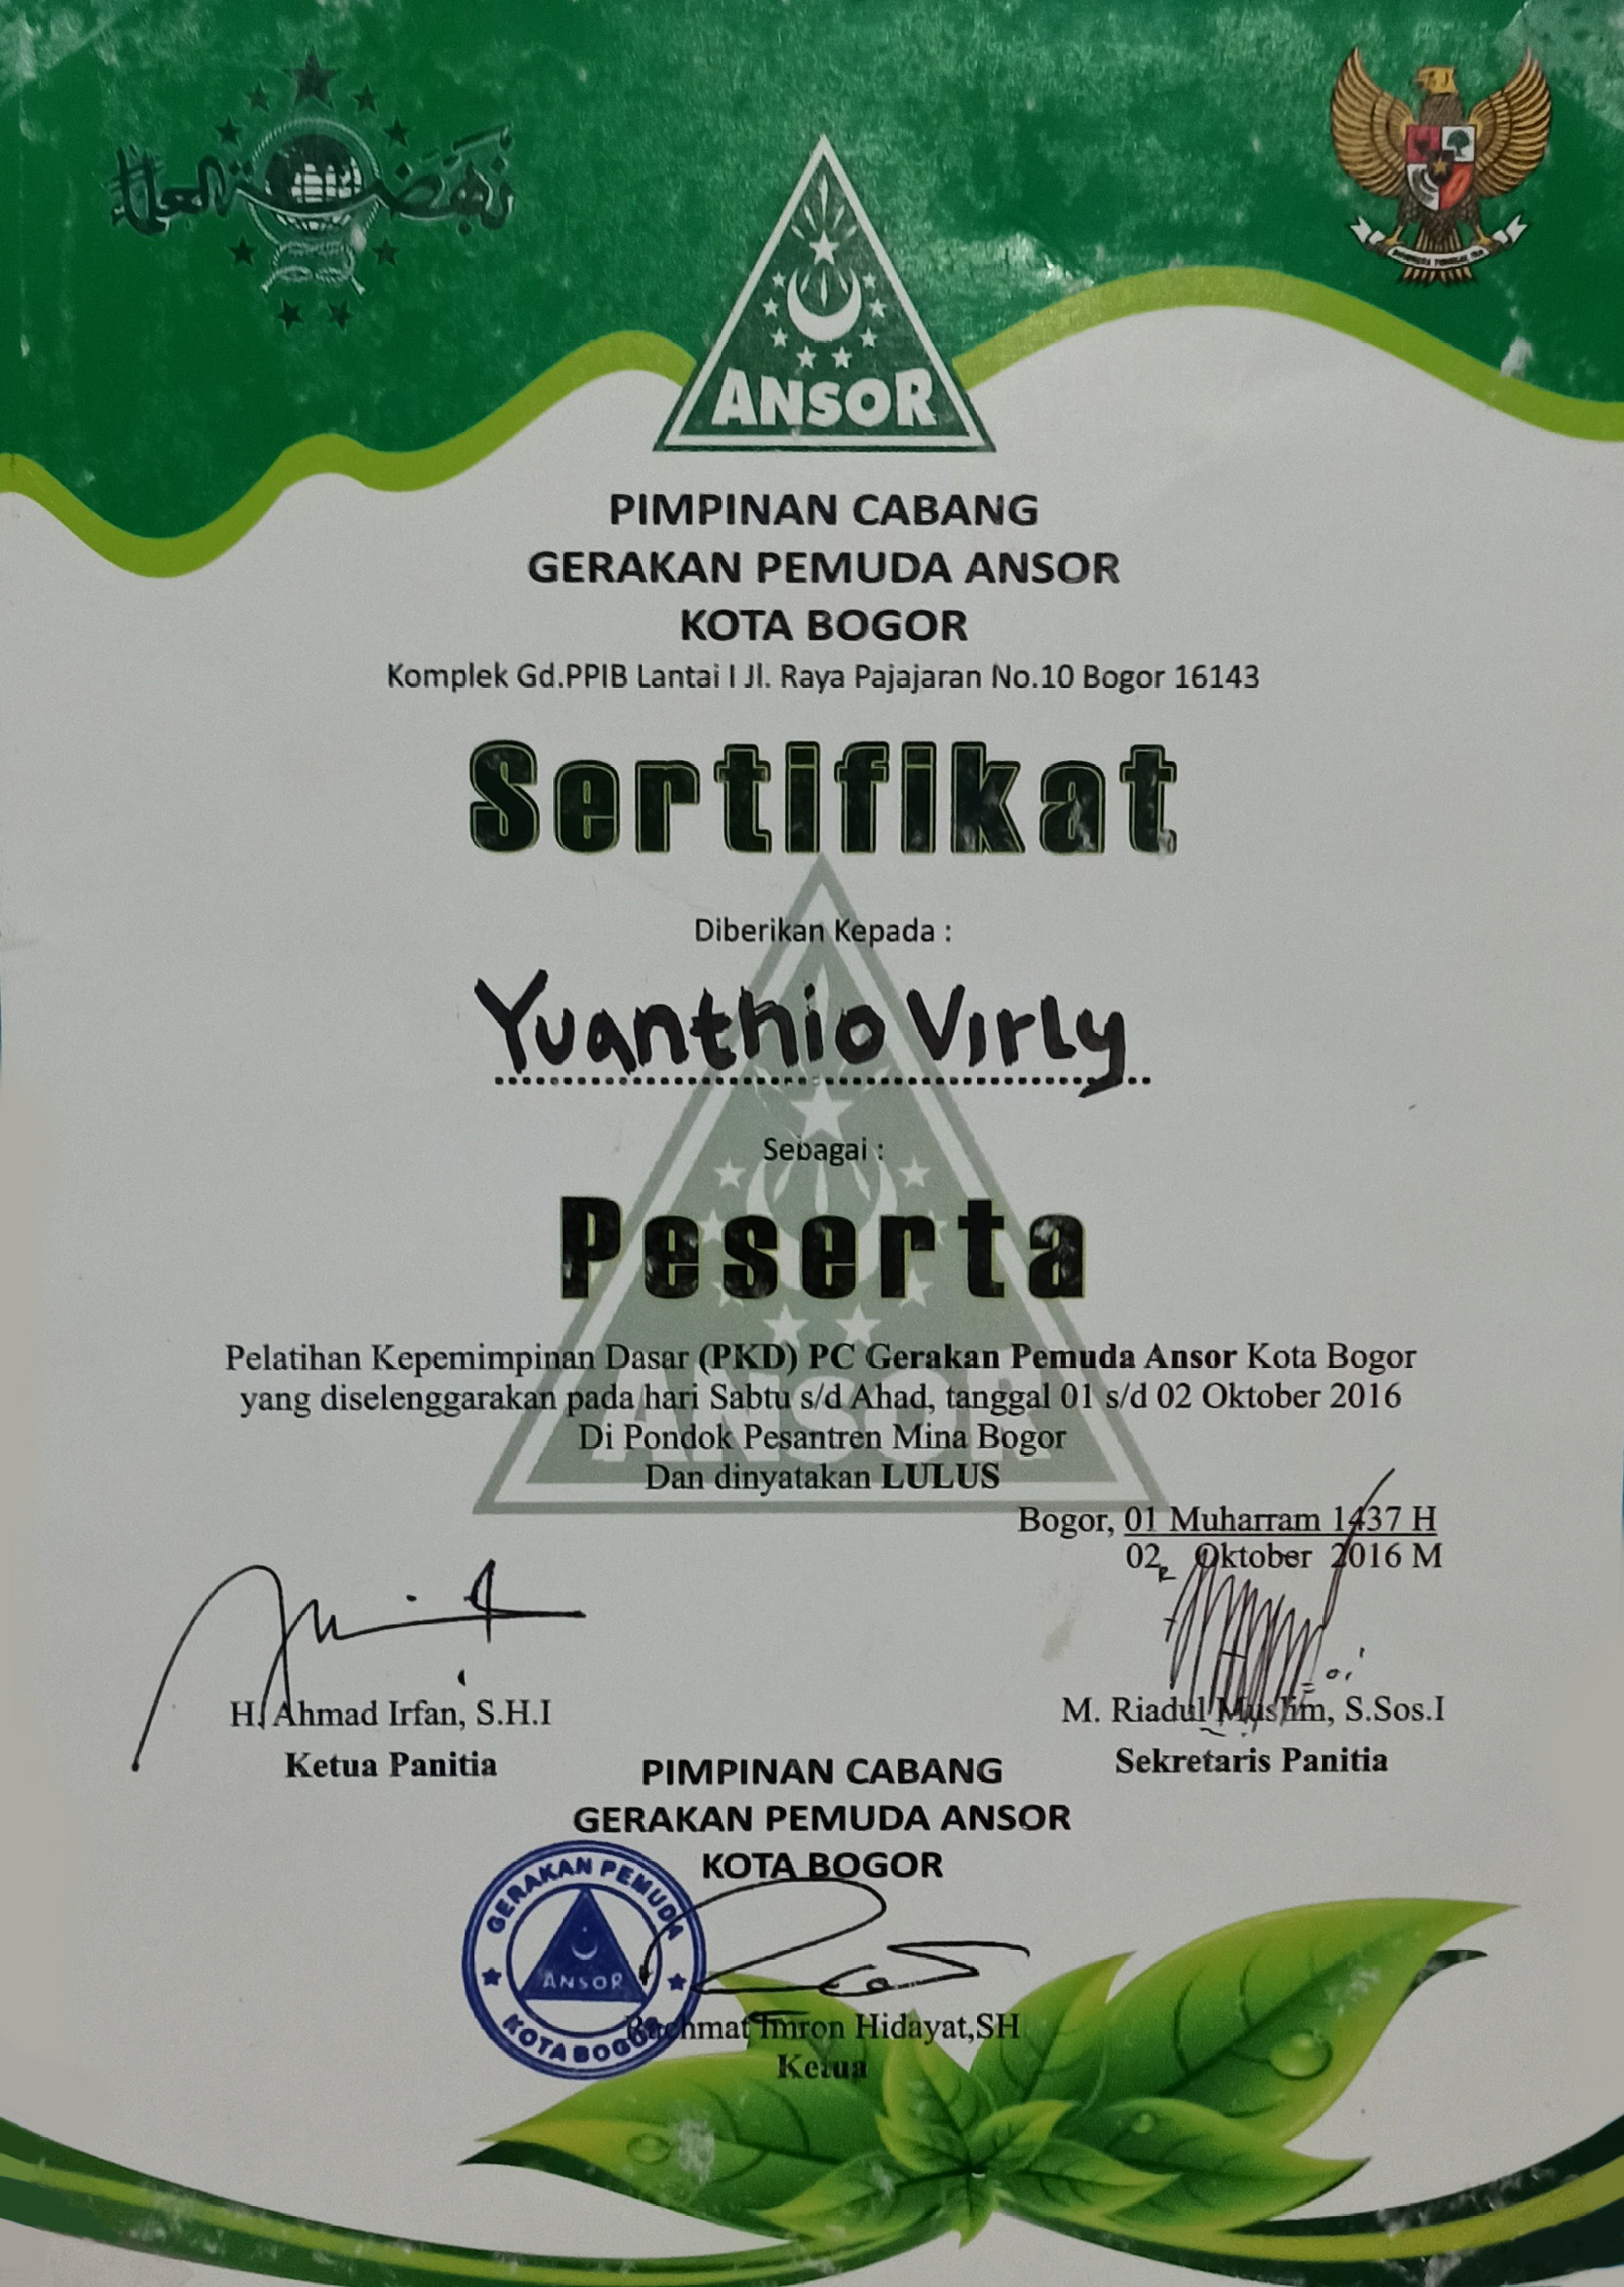 نهضة العلماء
ANSOR
PIMPINAN CABANG
GERAKAN PEMUDA ANSOR
KOTA BOGOR
Komplek Gd.PPIB Lantai I Jl. Raya Pajajaran No.10 Bogor 16143
Sertifikat
Diberikan Kepada :
Yuanthio Virly
Sebagai :
Peserta
Pelatihan Kepemimpinan Dasar (PKD) PC Gerakan Pemuda Ansor Kota Bogor
yang diselenggarakan pada hari Sabtu s/d Ahad, tanggal 01 s/d 02 Oktober 2016
Di Pondok Pesantren Mina Bogor
ANSOR
Dan dinyatakan LULUS
Bogor, 01 Muharram 1437 H
02 Oktober 2016 M
H. Ahmad Irfan, S.H.I
Ketua Panitia
M. Riadul Muslim, S.Sos.I
Sekretaris Panitia
PIMPINAN CABANG
GERAKAN PEMUDA ANSOR
KOTA BOGOR
GERAKAN PEMUDA
ANSOR
KOTA BOGOR
Rachmat Imron Hidayat,SH
Ketua